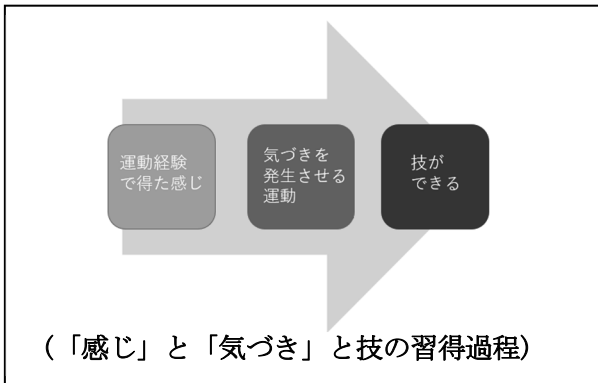 運動経験
で得た感じ
気づきを
発生させる
運動
技が
できる
(「感じ」と「気づき」と技の習得過程)